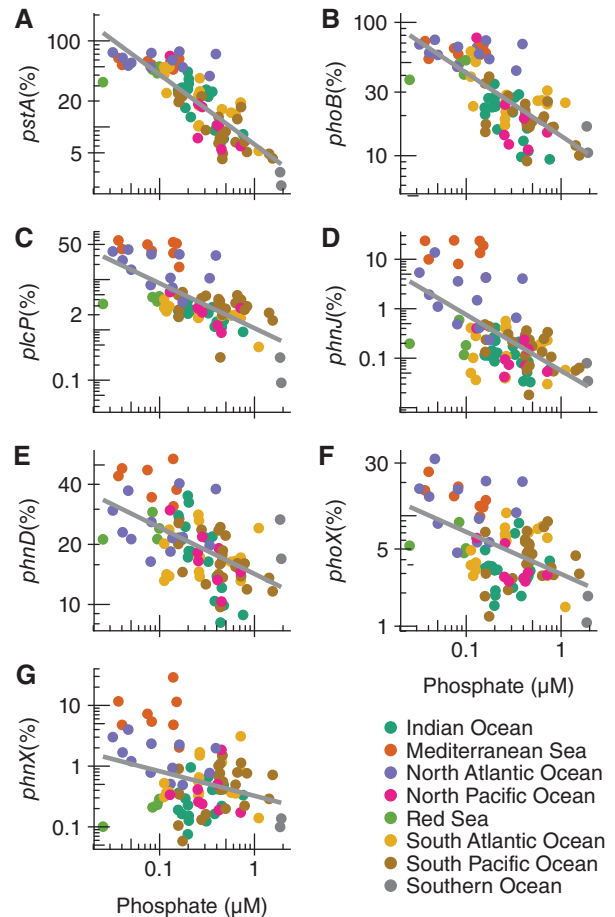 A
B
100
20
5
pstA(%)
100
30
10
phoB(%)
C
D
50
2
0.1
plcP(%)
10
1
0.1
phnJ(%)
E
F
40
20
10
phnD(%)
30
5
1
phoX(%)
0.1
1
Phosphate (µM)
G
10
1
0.1
phnX(%)
0.1
1
Phosphate (µM)
Indian Ocean
Mediterranean Sea
North Atlantic Ocean
North Pacific Ocean
Red Sea
South Atlantic Ocean
South Pacific Ocean
Southern Ocean